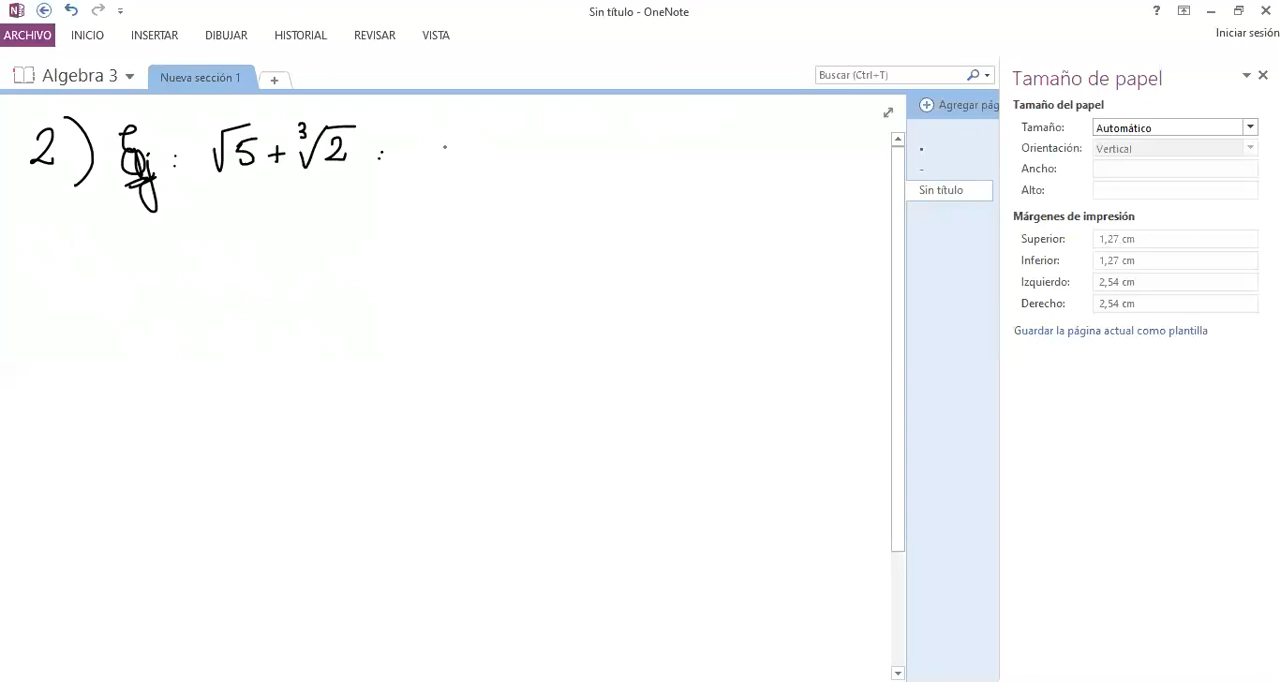 Sin título - OneNote
ARCHIVO INICIO INSERTAR DIBUJAR HISTORIAL REVISAR VISTA
Iniciar sesión
Algebra 3
Nueva sección 1
+
Buscar (Ctrl+T)
Agregar pág
.
-
Sin título
2) Ej : √5 + ∛2 :
Tamaño de papel
Tamaño del papel
Tamaño: Automático
Orientación: Vertical
Ancho:
Alto:
Márgenes de impresión
Superior: 1,27 cm
Inferior: 1,27 cm
Izquierdo: 2,54 cm
Derecho: 2,54 cm
Guardar la página actual como plantilla